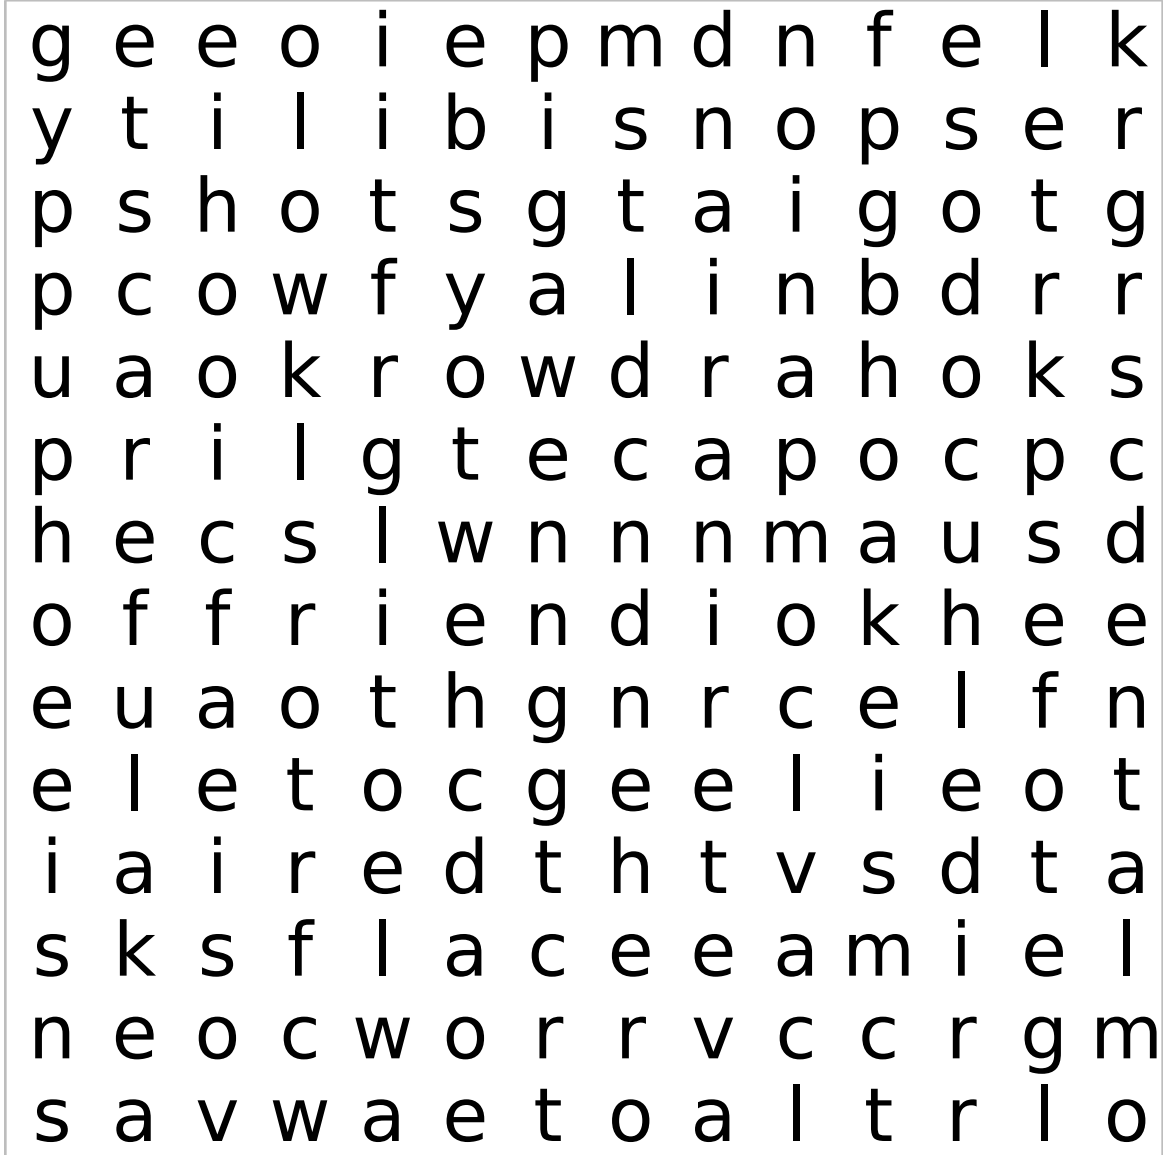 g e e o i e p m d n f e l k
y t i l i b i s n o p s e r
p s h o t s g t a i g o t g
p c o w f y a l i n b d r r
u a o k r o w d r a h o k s
p r i l g t e c a p o c p c
h e c s l w n n n m a u s d
o f f r i e n d i o k h e e
e u a o t h g n r c e l f n
e l e t o c g e e l i e o t
i a i r e d t h t v s d t a
s k s f l a c e e a m i e l
n e o c w o r r v c c r g m
s a v w a e t o a l t r l o